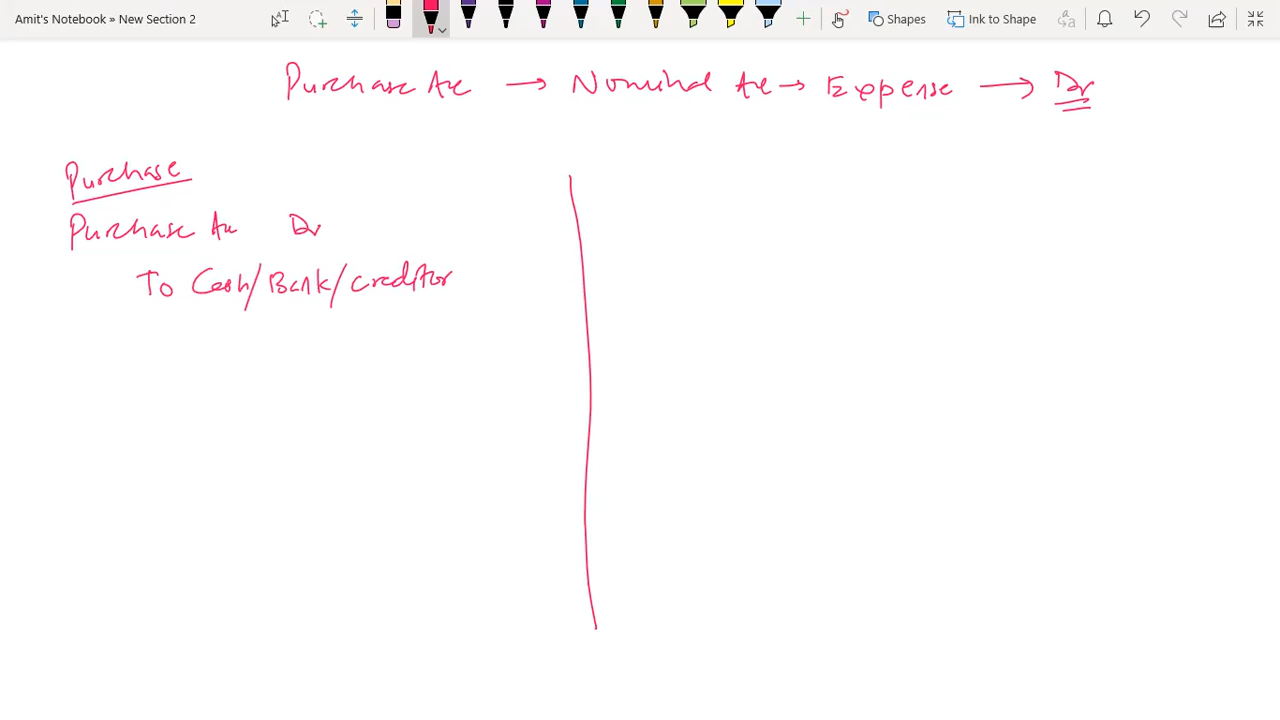 Amit's Notebook » New Section 2
Shapes
Ink to Shape
Purchase A/c → Nominal A/c → Expense → Dr
Purchase
Purchase A/c Dr
To Cash/Bank/Creditor